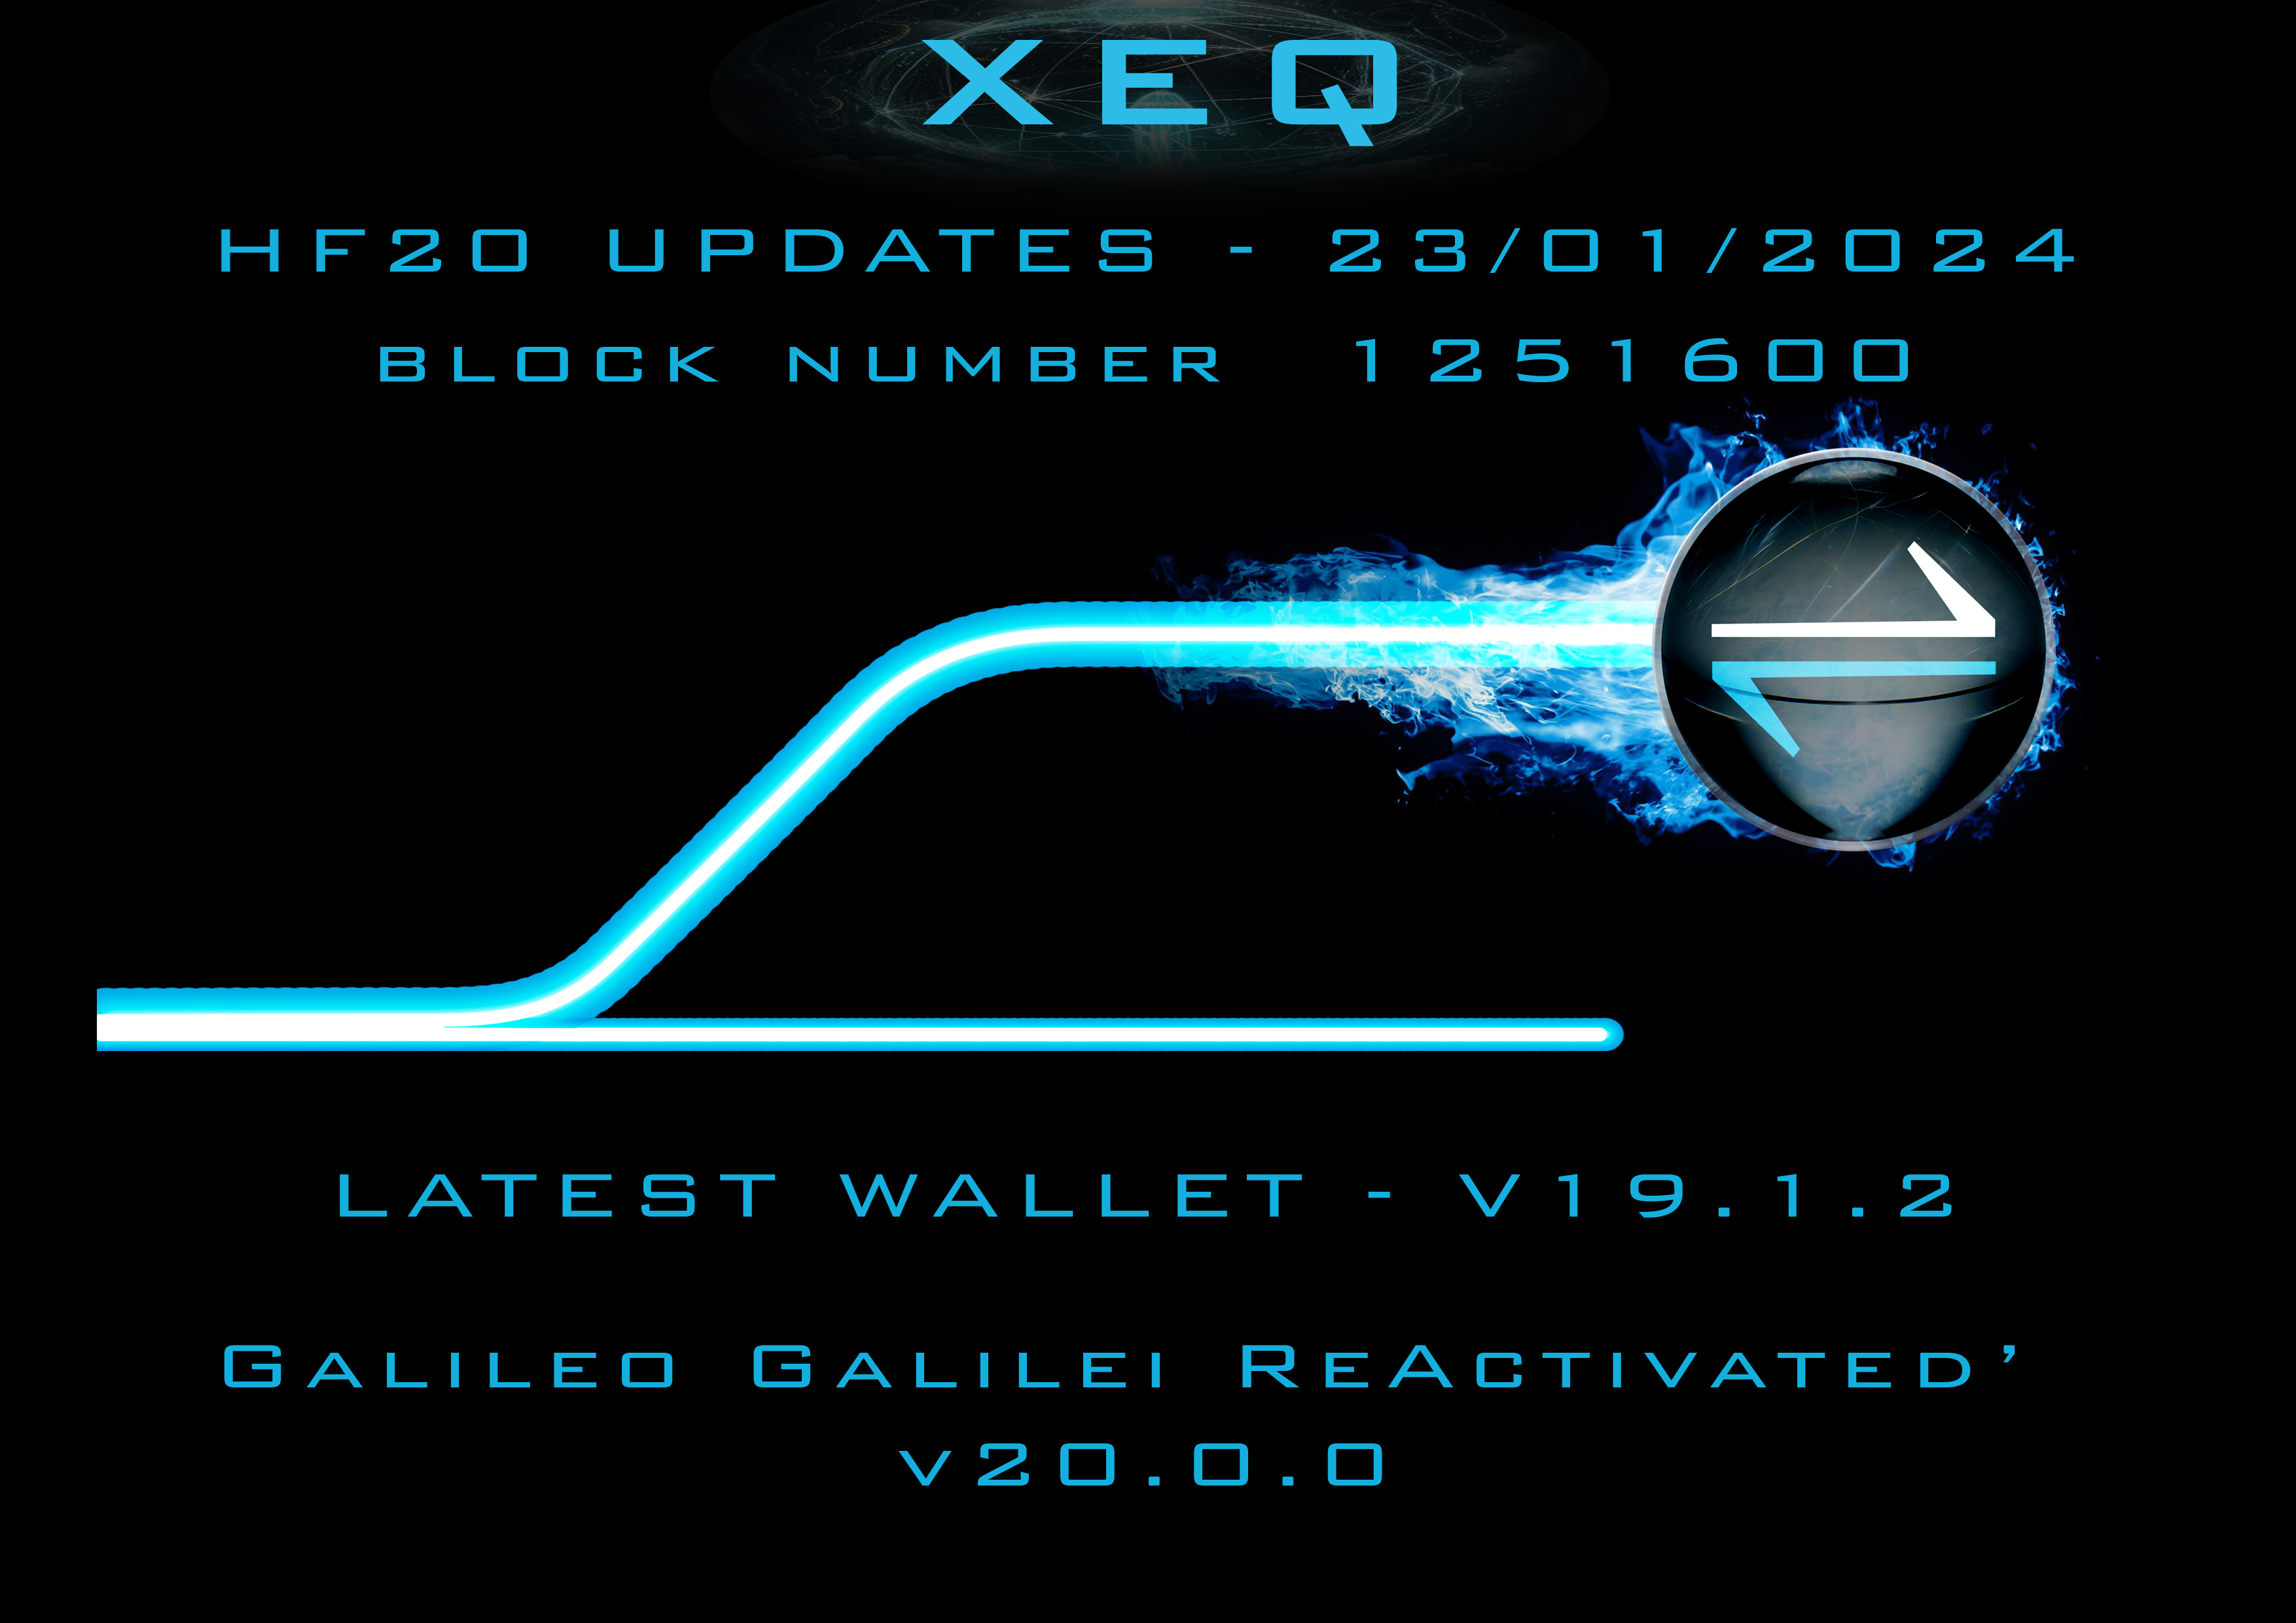 XEQ
HF20 UPDATES - 23/01/2024
BLOCK NUMBER 1251600
LATEST WALLET - V19.1.2
GALILEO GALILEI REACTIVATED’
v20.0.0